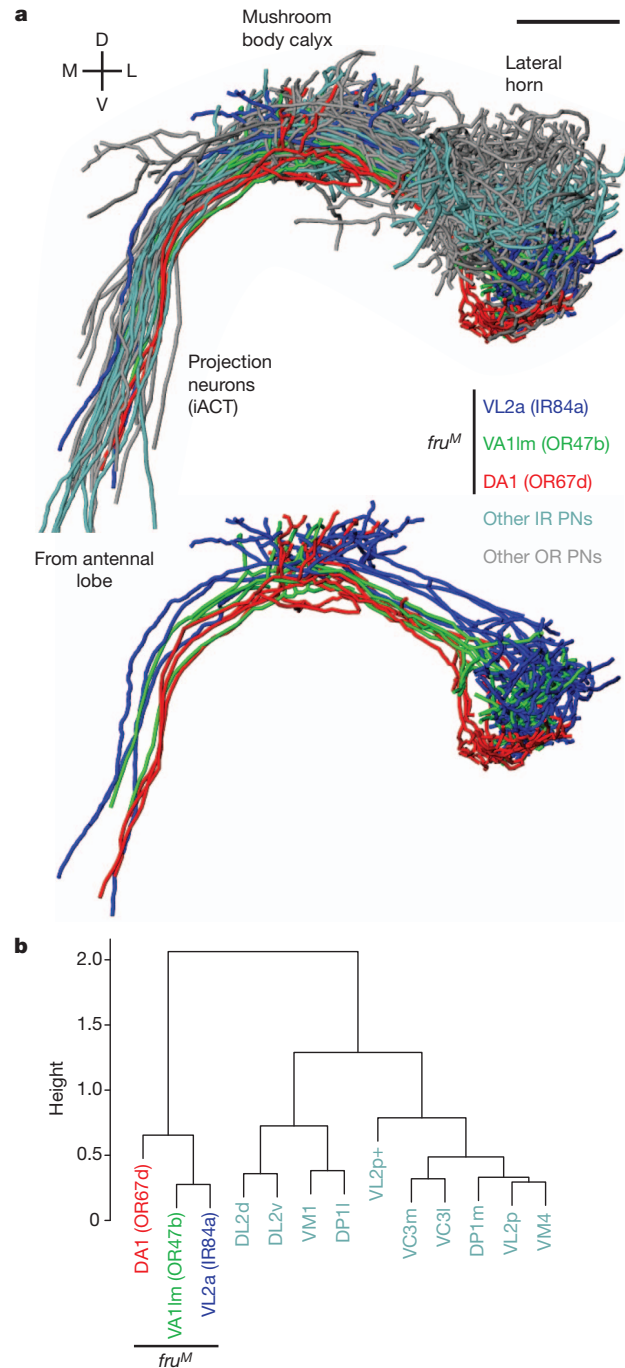 a
D
M
L
V
Mushroom
body calyx
Lateral
horn
Projection
neurons
(iACT)
fruᴹ
VL2a (IR84a)
VA1lm (OR47b)
DA1 (OR67d)
Other IR PNs
Other OR PNs
From antennal
lobe
b
Height
2.0
1.5
1.0
0.5
0
DA1 (OR67d)
VA1lm (OR47b)
VL2a (IR84a)
DL2d
DL2v
VM1
DP1l
VL2p+
VC3m
VC3l
DP1m
VL2p
VM4
fruᴹ